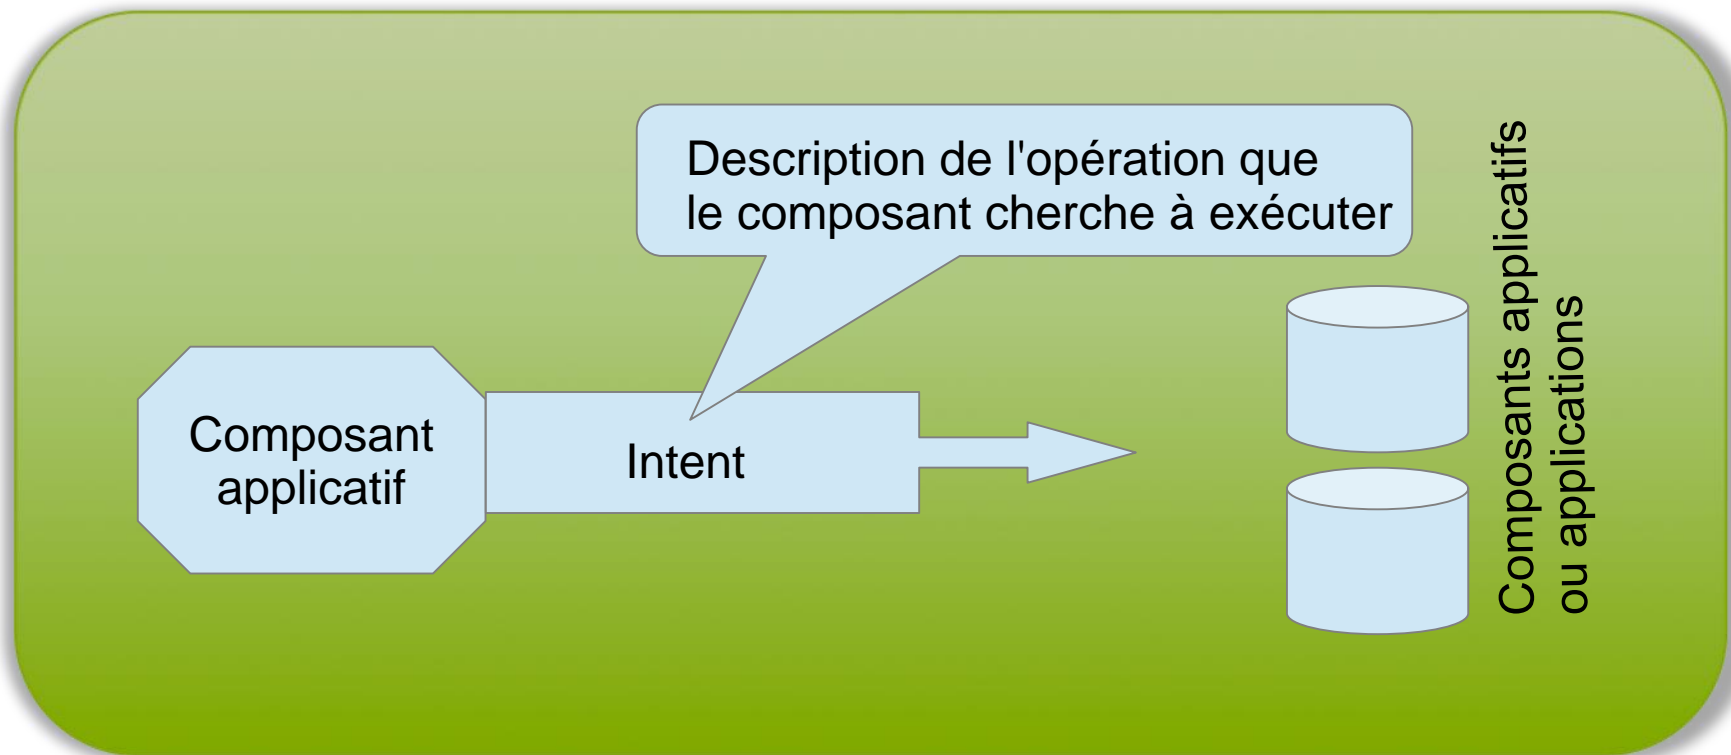 Description de l'opération que
le composant cherche à exécuter
Composant
applicatif
Intent
Composants applicatifs
ou applications